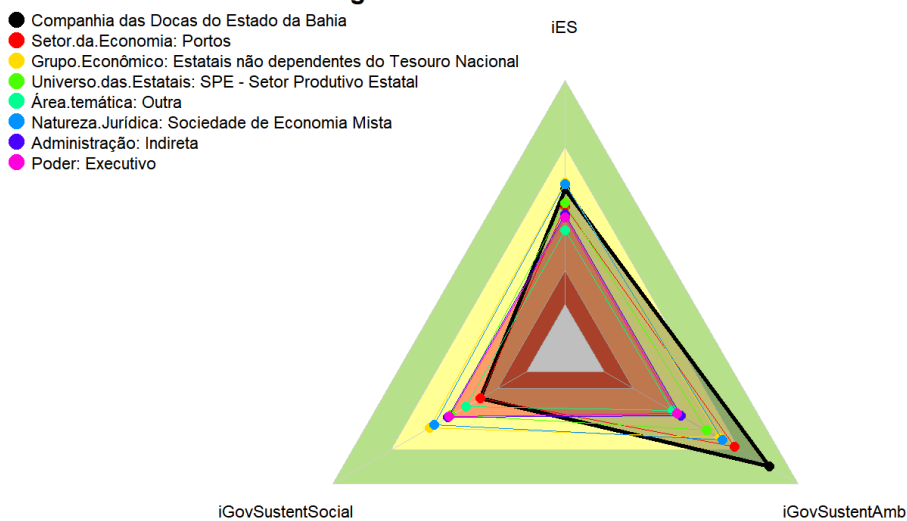 Companhia das Docas do Estado da Bahia
Setor.da.Economia: Portos
Grupo.Econômico: Estatais não dependentes do Tesouro Nacional
Universo.das.Estatais: SPE - Setor Produtivo Estatal
Área.temática: Outra
Natureza.Jurídica: Sociedade de Economia Mista
Administração: Indireta
Poder: Executivo
iES
iGovSustentSocial
iGovSustentAmb